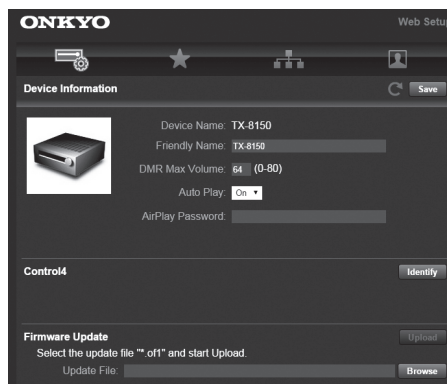 ONKYO
Web Setup
Device Information
Save
Device Name: TX-8150
Friendly Name: TX-8150
DMR Max Volume: 64 (0-80)
Auto Play: On
AirPlay Password:
Control4
Identify
Firmware Update
Upload
Select the update file "*.of1" and start Upload.
Update File:
Browse